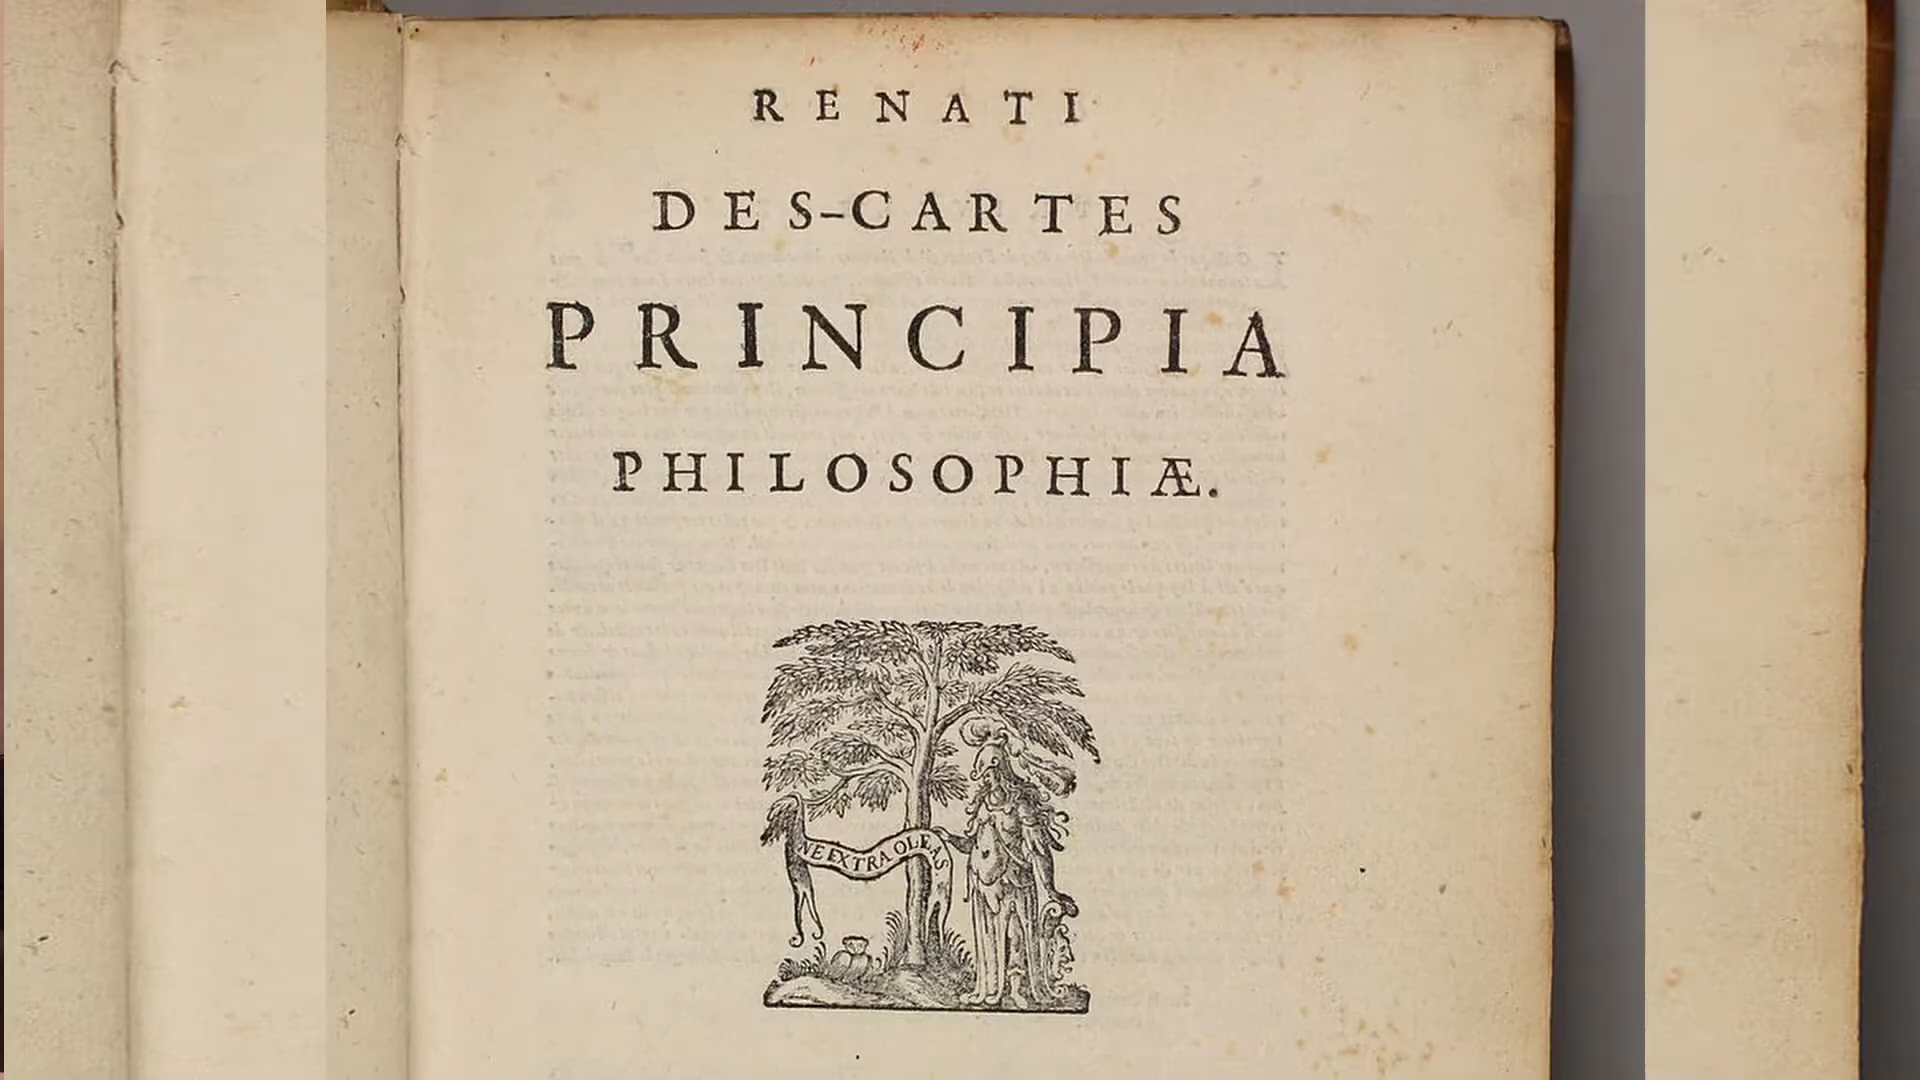 RENATI
DES-CARTES
PRINCIPIA
PHILOSOPHIÆ.
NE EXTRA OLEAS